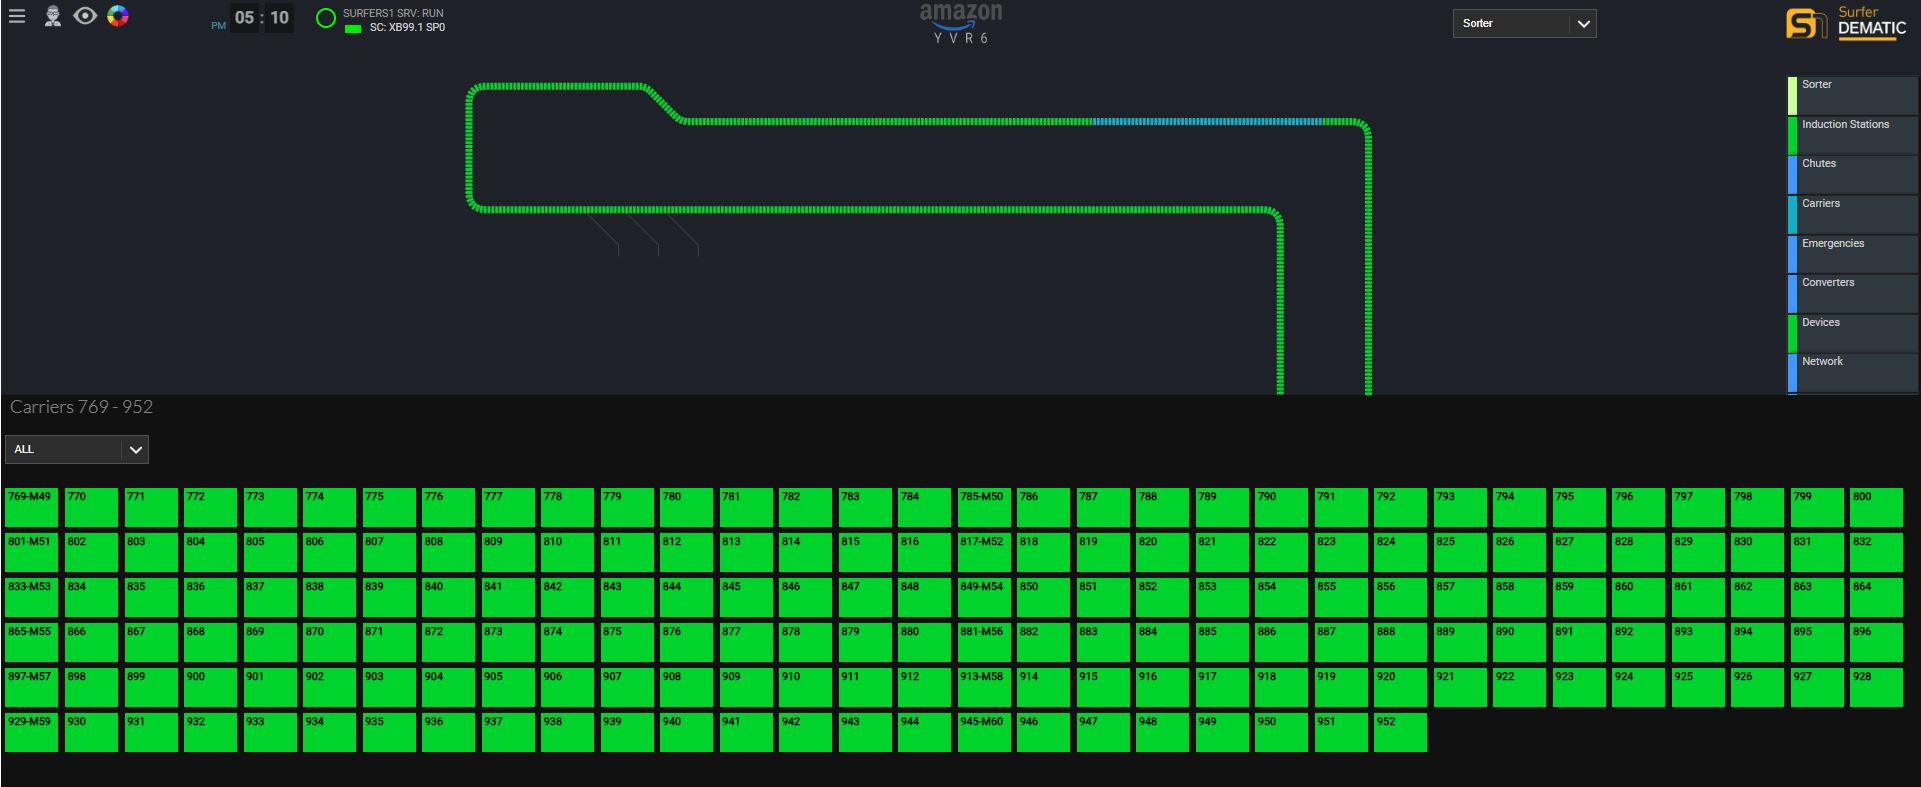 PM 05 : 10
SURFERS1 SRV: RUN
SC: XB99.1 SP0
amazon
YVR6
Sorter
Surfer
DEMATIC
Sorter
Induction Stations
Chutes
Carriers
Emergencies
Converters
Devices
Network
Carriers 769 - 952
ALL
769-M49 770 771 772 773 774 775 776 777 778 779 780 781 782 783 784 785-M50 786 787 788 789 790 791 792 793 794 795 796 797 798 799 800
801-M51 802 803 804 805 806 807 808 809 810 811 812 813 814 815 816 817-M52 818 819 820 821 822 823 824 825 826 827 828 829 830 831 832
833-M53 834 835 836 837 838 839 840 841 842 843 844 845 846 847 848 849-M54 850 851 852 853 854 855 856 857 858 859 860 861 862 863 864
865-M55 866 867 868 869 870 871 872 873 874 875 876 877 878 879 880 881-M56 882 883 884 885 886 887 888 889 890 891 892 893 894 895 896
897-M57 898 899 900 901 902 903 904 905 906 907 908 909 910 911 912 913-M58 914 915 916 917 918 919 920 921 922 923 924 925 926 927 928
929-M59 930 931 932 933 934 935 936 937 938 939 940 941 942 943 944 945-M60 946 947 948 949 950 951 952